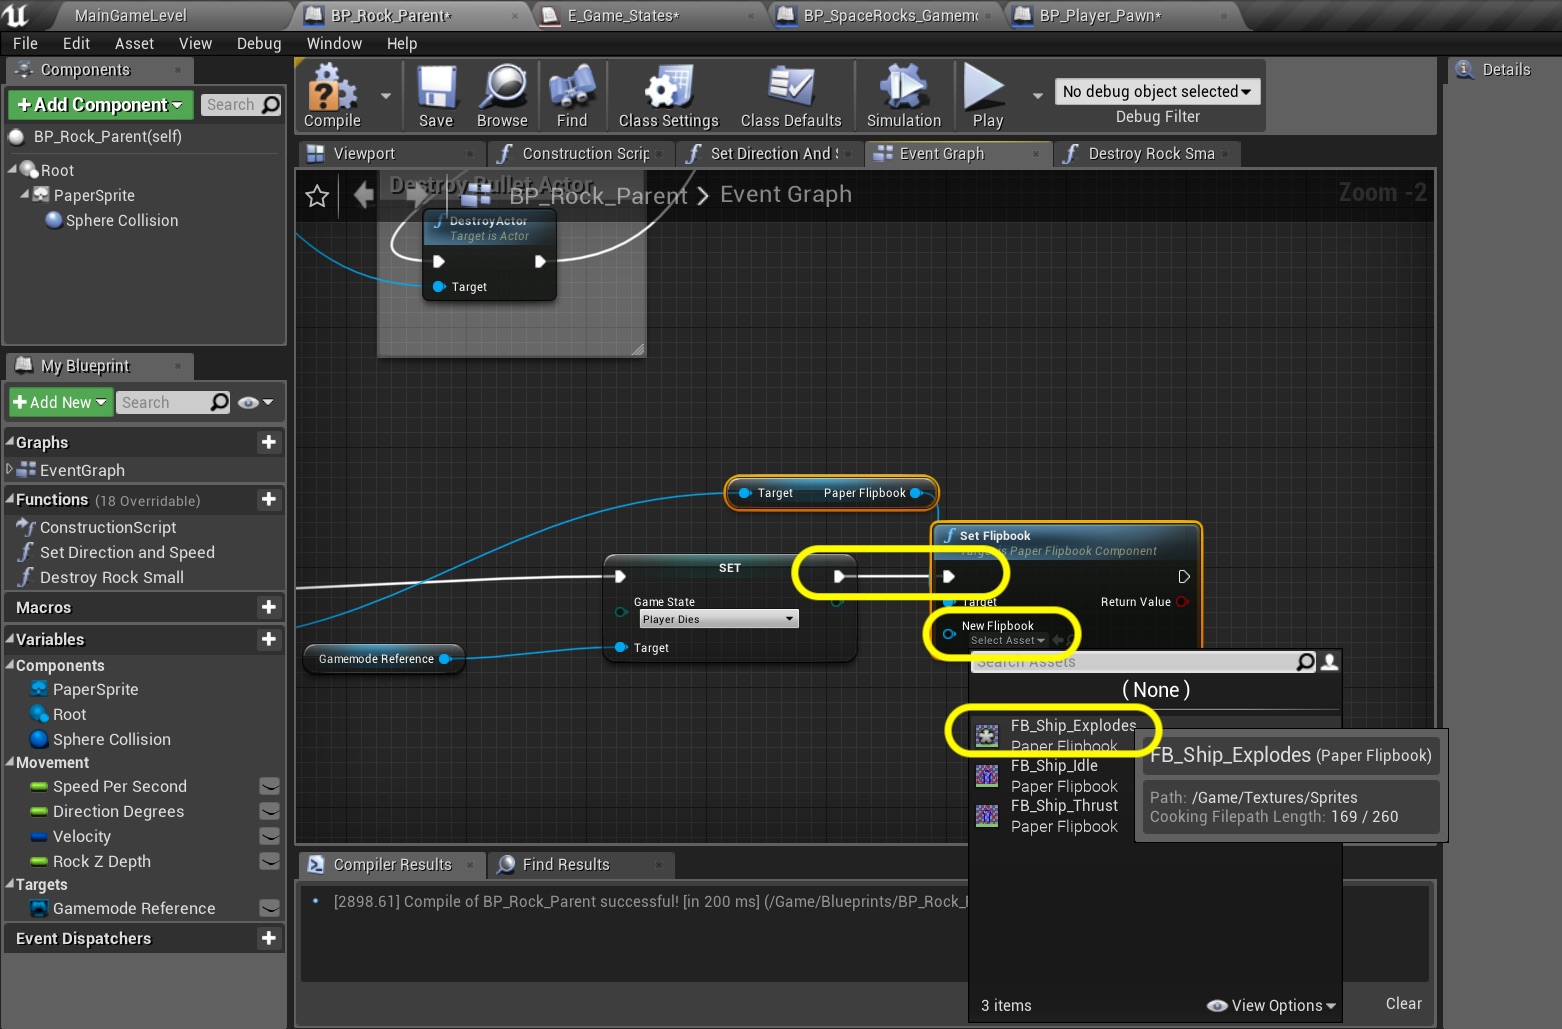 MainGameLevel
BP_Rock_Parent*
E_Game_States*
BP_SpaceRocks_Gamemo
BP_Player_Pawn*
File Edit Asset View Debug Window Help
Components
+Add Component
Search
BP_Rock_Parent(self)
Root
PaperSprite
Sphere Collision
Compile
Save
Browse
Find
Class Settings
Class Defaults
Simulation
Play
No debug object selected
Debug Filter
Details
Viewport
Construction Scrip
Set Direction And S
Event Graph
Destroy Rock Sma
Destroy Bullet Actor
BP_Rock_Parent > Event Graph
Zoom -2
DestroyActor
Target is Actor
Target
My Blueprint
+Add New
Search
Graphs
EventGraph
Functions (18 Overridable)
ConstructionScript
Set Direction and Speed
Destroy Rock Small
Macros
Variables
Components
PaperSprite
Root
Sphere Collision
Movement
Speed Per Second
Direction Degrees
Velocity
Rock Z Depth
Targets
Gamemode Reference
Event Dispatchers
Target Paper Flipbook
SET
Game State
Player Dies
Target
Gamemode Reference
Set Flipbook
Target is Paper Flipbook Component
Target
Return Value
New Flipbook
Select Asset
Search Assets
( None )
FB_Ship_Explodes
Paper Flipbook
FB_Ship_Idle
Paper Flipbook
FB_Ship_Thrust
Paper Flipbook
FB_Ship_Explodes (Paper Flipbook)
Path: /Game/Textures/Sprites
Cooking Filepath Length: 169 / 260
3 items
View Options
Compiler Results
Find Results
[2898.61] Compile of BP_Rock_Parent successful! [in 200 ms] (/Game/Blueprints/BP_Rock_P
Clear